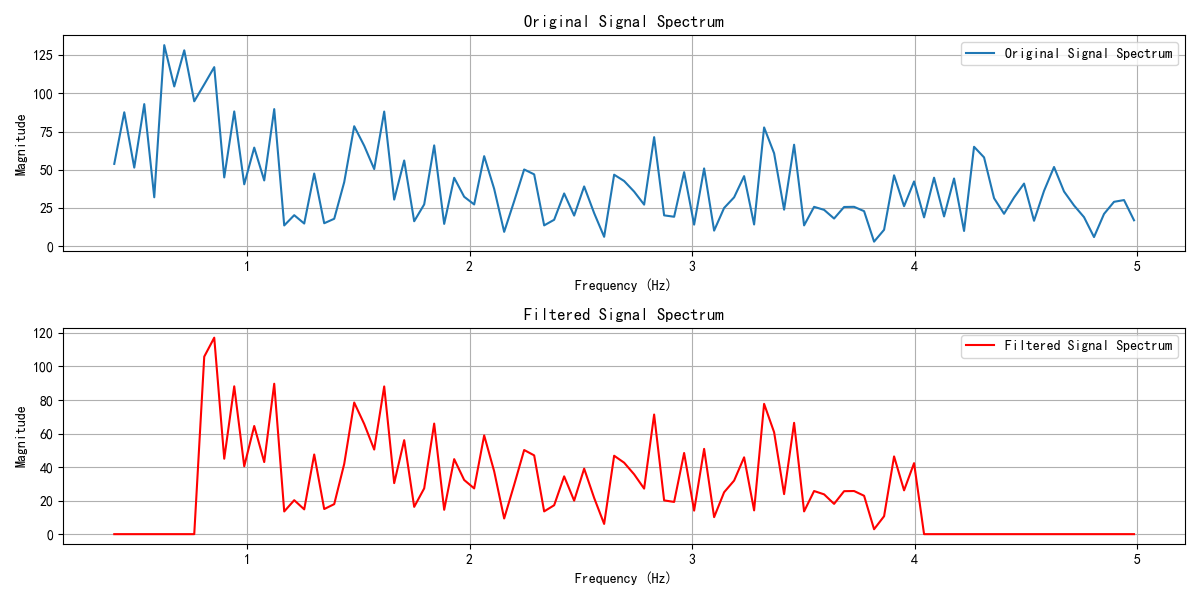 Original Signal Spectrum
Original Signal Spectrum
125
100
75
50
25
0
Magnitude
1 2 3 4 5
Frequency (Hz)
Filtered Signal Spectrum
Filtered Signal Spectrum
120
100
80
60
40
20
0
Magnitude
1 2 3 4 5
Frequency (Hz)